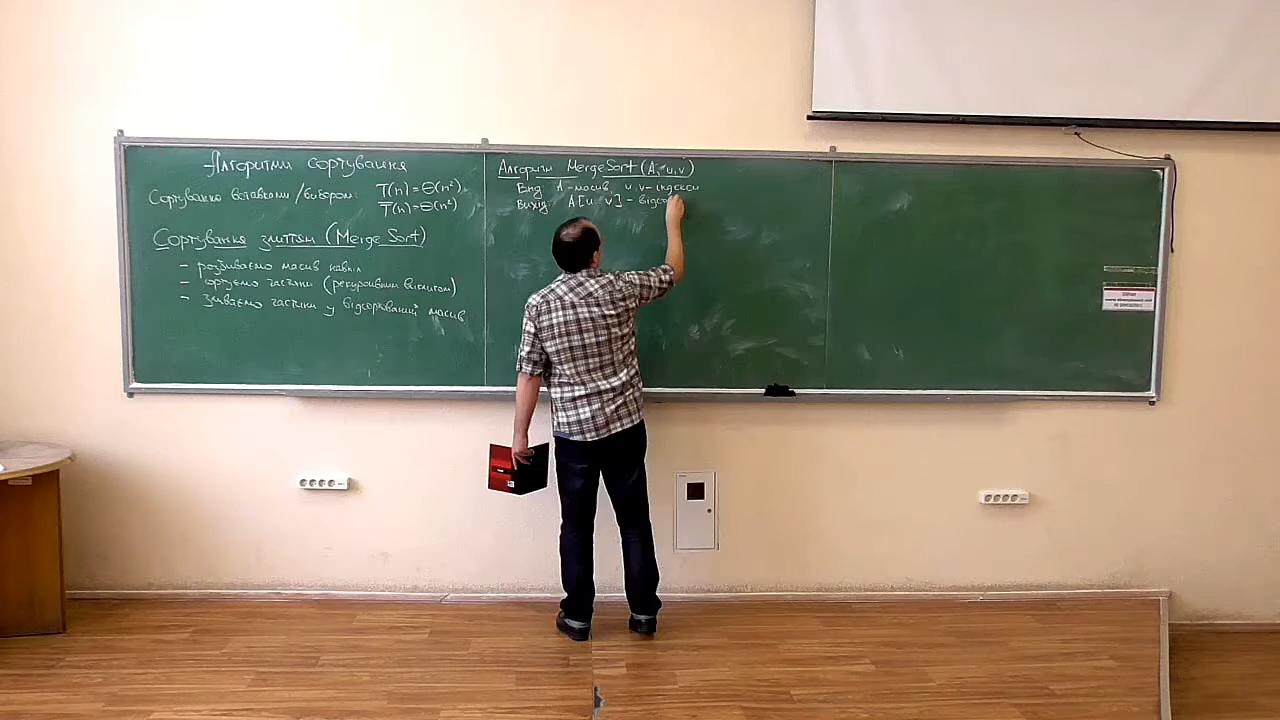 Алгоритми сортування
Сортування вставками/вибором: T(n) = Θ(n²)
T̅(n) = Θ(n²)
Сортування злиттям (Merge Sort)
- розбиваємо масив навпіл
- сортуємо частини (рекурсивним викликом)
- зливаємо частини у відсортований масив
Алгоритм MergeSort (A, u, v)
Вхід: A - масив, u, v - індекси
Вихід: A[u..v] - відсо